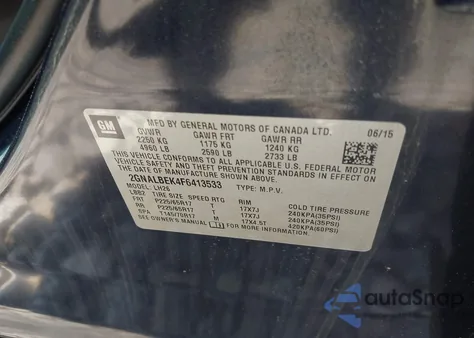 GM
MFD BY GENERAL MOTORS OF CANADA LTD. 06/15
GVWR GAWR FRT GAWR RR
2250 KG 1175 KG 1240 KG
4960 LB 2590 LB 2733 LB
THIS VEHICLE CONFORMS TO ALL APPLICABLE U.S. FEDERAL MOTOR
VEHICLE SAFETY AND THEFT PREVENTION STANDARDS IN EFFECT ON
THE DATE OF MANUFACTURE SHOWN ABOVE.
2GNALBEK4F6413533 TYPE: M.P.V.
LBB2 LH26
TIRE SIZE SPEED RTG RIM COLD TIRE PRESSURE
FRT P225/65R17 T 17X7J 240KPA(35PSI)
RR P225/65R17 T 17X7J 240KPA(35PSI)
SPA T145/70R17 M 17X4.5T 420KPA(60PSI)
SEE OWNER'S MANUAL FOR MORE INFORMATION.
autoSnap